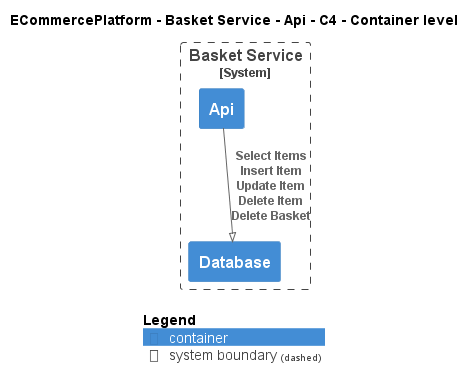 ECommercePlatform - Basket Service - Api - C4 - Container level
Basket Service
[System]
Api
Select Items
Insert Item
Update Item
Delete Item
Delete Basket
Database
Legend
container
system boundary (dashed)